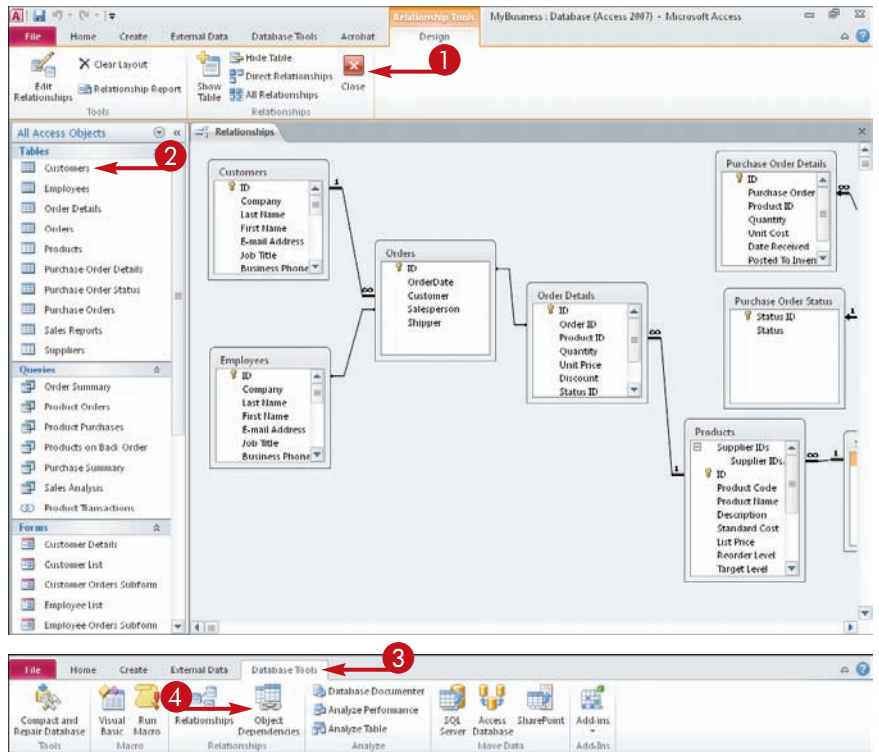 Relationship Tools
MyBusiness : Database (Access 2007) - Microsoft Access
File Home Create External Data Database Tools Acrobat Design
Edit Relationships
Clear Layout
Relationship Report
Tools
Show Table
Hide Table
Direct Relationships
All Relationships
Relationships
Close
1
All Access Objects
Tables
2
Customers
Employees
Order Details
Orders
Products
Purchase Order Details
Purchase Order Status
Purchase Orders
Sales Reports
Suppliers
Queries
Order Summary
Product Orders
Product Purchases
Products on Back Order
Purchase Summary
Sales Analysis
Product Transactions
Forms
Customer Details
Customer List
Customer Orders Subform
Employee List
Employee Orders Subform
Relationships
Customers
ID
Company
Last Name
First Name
E-mail Address
Job Title
Business Phone
1
∞
Employees
ID
Company
Last Name
First Name
E-mail Address
Job Title
Business Phone
Orders
ID
OrderDate
Customer
Salesperson
Shipper
Order Details
ID
Order ID
Product ID
Quantity
Unit Price
Discount
Status ID
∞
1
Purchase Order Details
ID
Purchase Order
Product ID
Quantity
Unit Cost
Date Received
Posted To Inven
∞
Purchase Order Status
Status ID
Status
1
Products
Supplier IDs
Supplier IDs.
ID
Product Code
Product Name
Description
Standard Cost
List Price
Reorder Level
Target Level
∞
1
File Home Create External Data Database Tools
3
4
Compact and Repair Database
Tools
Visual Basic
Run Macro
Macro
Relationships
Object Dependencies
Relationships
Database Documenter
Analyze Performance
Analyze Table
Analyze
SQL Server
Access Database
SharePoint
Move Data
Add-ins
Add-Ins